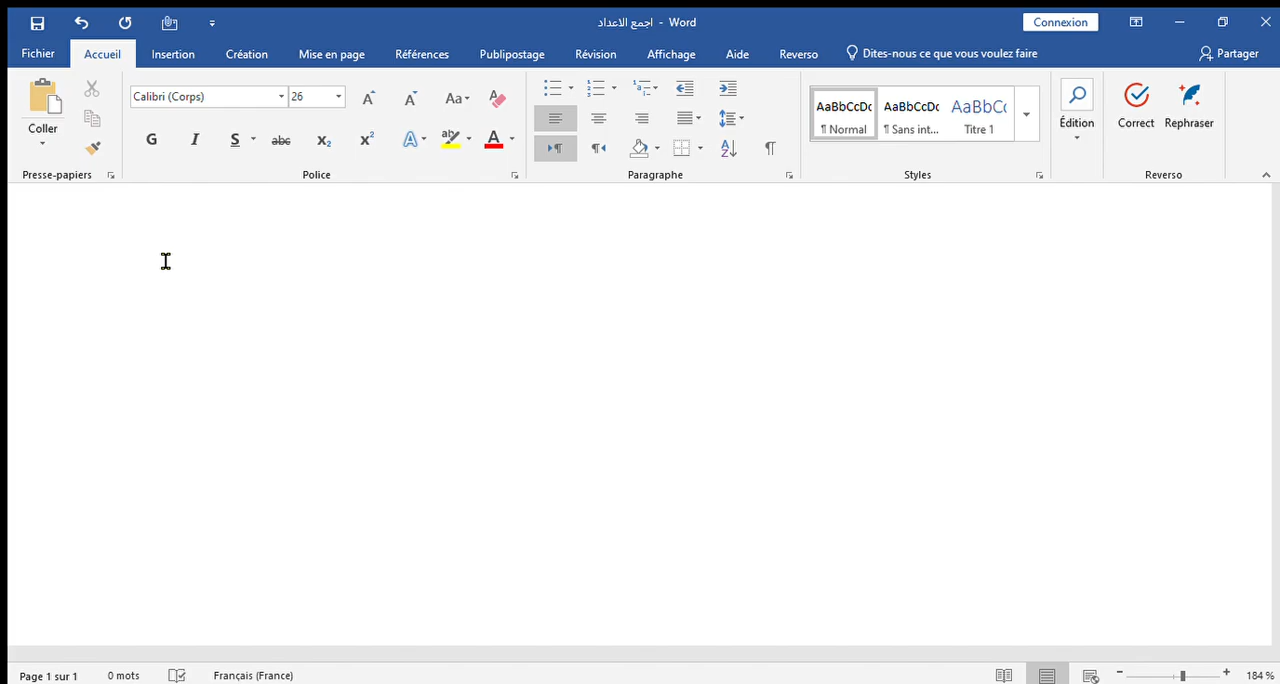 اجمع الاعداد - Word
Connexion
Fichier Accueil Insertion Création Mise en page Références Publipostage Révision Affichage Aide Reverso Dites-nous ce que vous voulez faire Partager
Coller
Calibri (Corps) 26 A A Aa
G I S abc X₂ X² A ab A
AaBbCcDc AaBbCcDc AaBbCc
¶ Normal ¶ Sans int... Titre 1
Édition Correct Rephraser
Presse-papiers Police Paragraphe Styles Reverso
Page 1 sur 1 0 mots Français (France) 184 %